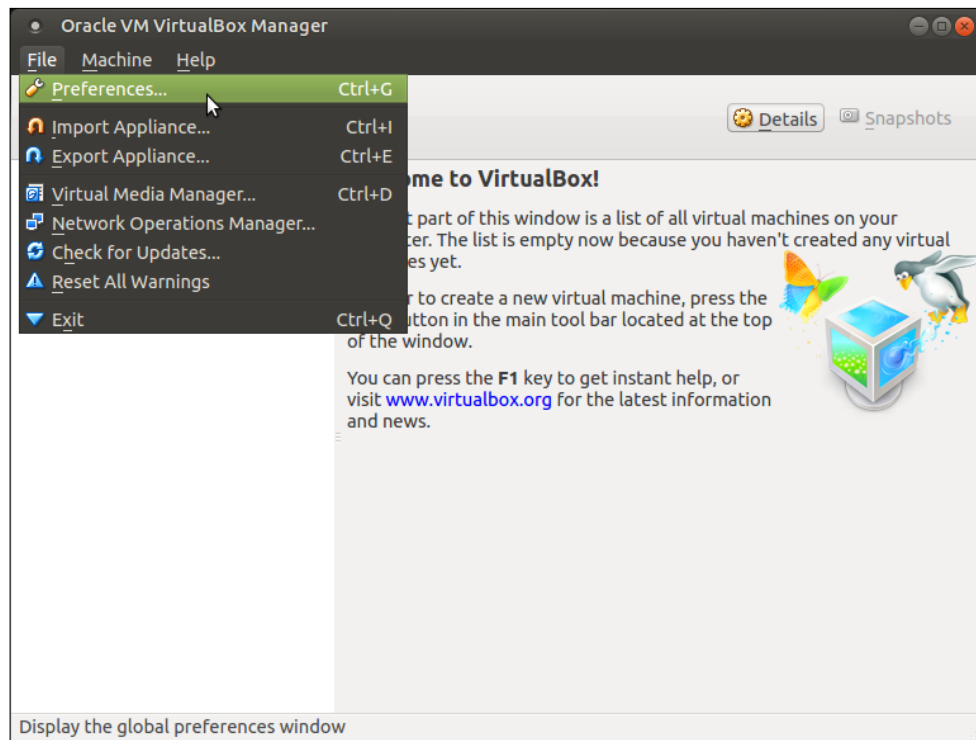 Oracle VM VirtualBox Manager
File Machine Help
Preferences... Ctrl+G
Import Appliance... Ctrl+I
Export Appliance... Ctrl+E
Virtual Media Manager... Ctrl+D
Network Operations Manager...
Check for Updates...
Reset All Warnings
Exit Ctrl+Q
Details Snapshots
ome to VirtualBox!
t part of this window is a list of all virtual machines on your
ter. The list is empty now because you haven't created any virtual
es yet.
r to create a new virtual machine, press the
utton in the main tool bar located at the top
of the window.
You can press the F1 key to get instant help, or
visit www.virtualbox.org for the latest information
and news.
Display the global preferences window